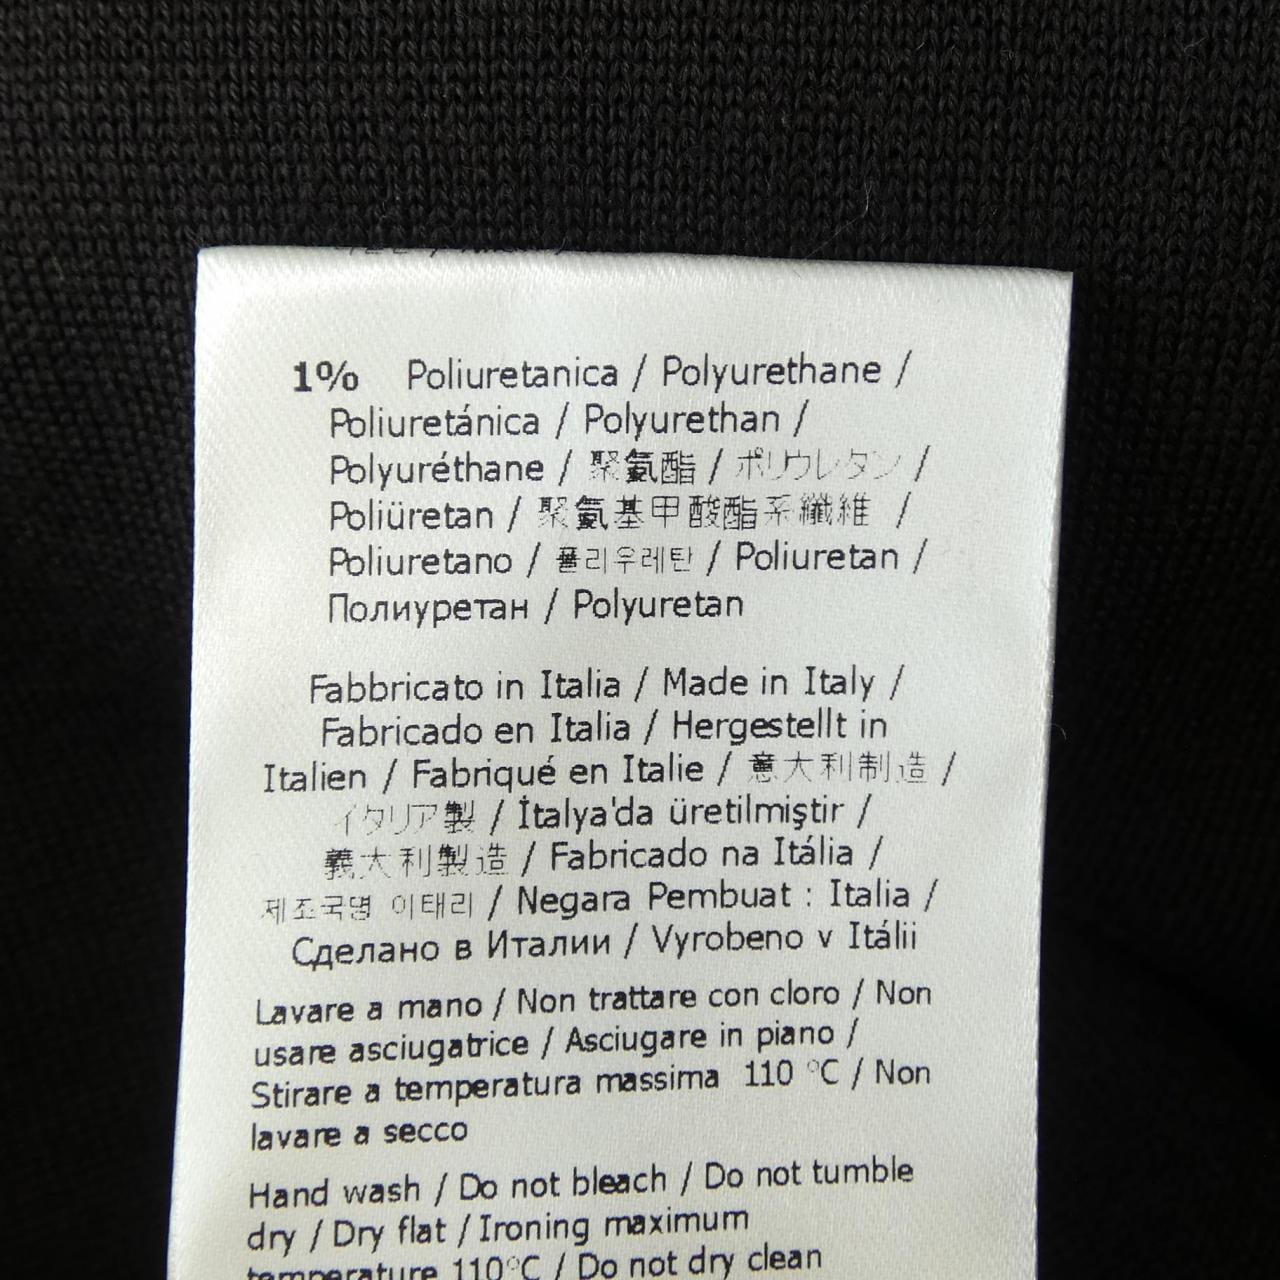 1% Poliuretanica / Polyurethane /
Poliuretánica / Polyurethan /
Polyuréthane / 聚氨酯 / ポリウレタン /
Poliüretan / 聚氨基甲酸酯系纖維 /
Poliuretano / 폴리우레탄 / Poliuretan /
Полиуретан / Polyuretan
Fabbricato in Italia / Made in Italy /
Fabricado en Italia / Hergestellt in
Italien / Fabriqué en Italie / 意大利制造 /
イタリア製 / İtalya'da üretilmiştir /
義大利製造 / Fabricado na Itália /
제조국명 이태리 / Negara Pembuat : Italia /
Сделано в Италии / Vyrobeno v Itálii
Lavare a mano / Non trattare con cloro / Non
usare asciugatrice / Asciugare in piano /
Stirare a temperatura massima 110 °C / Non
lavare a secco
Hand wash / Do not bleach / Do not tumble
dry / Dry flat / Ironing maximum
temperature 110°C / Do not dry clean